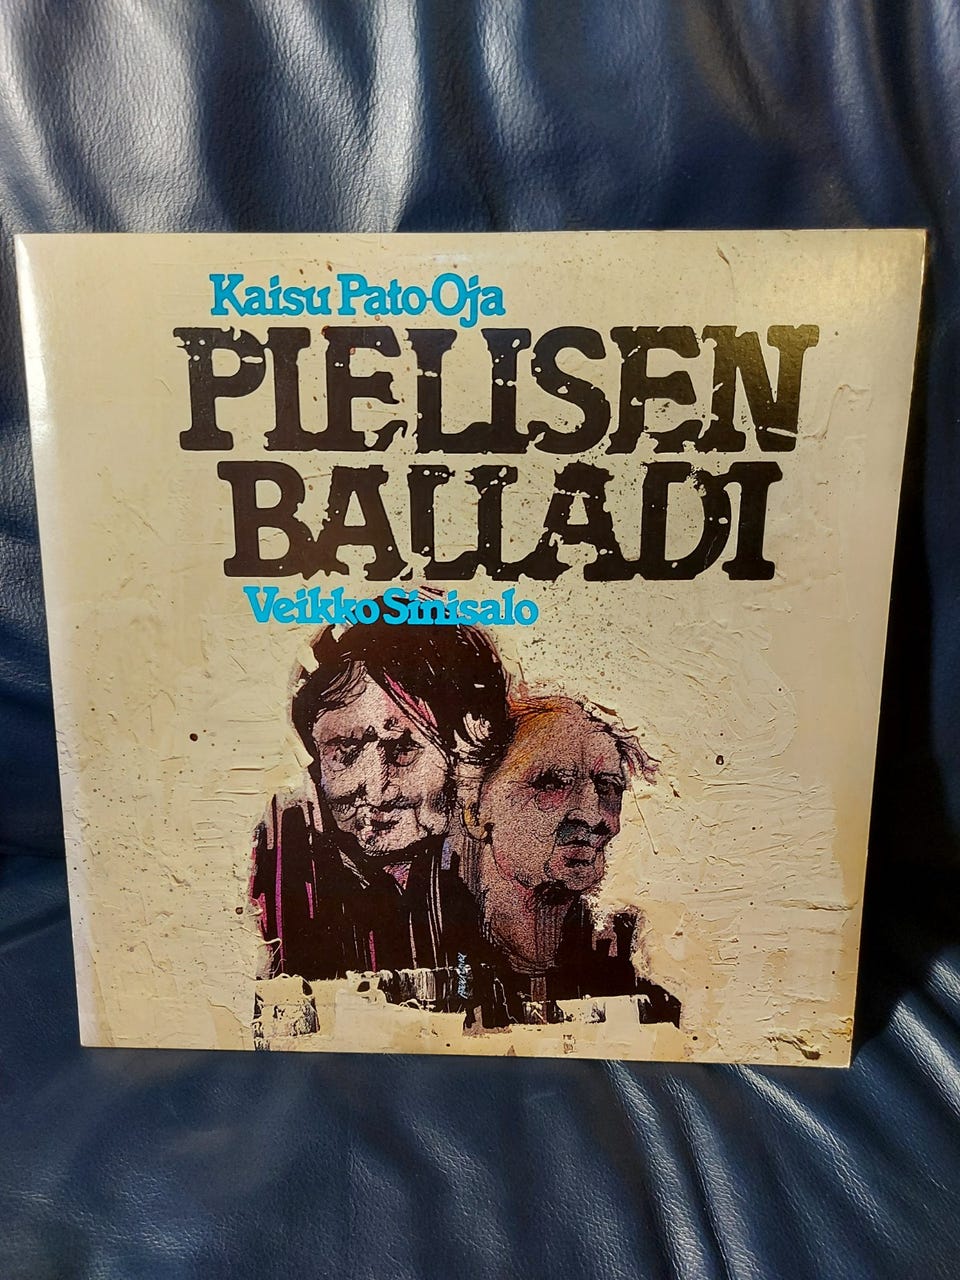 Kaisu Pato-Oja
PIELISEN
BALLADI
Veikko Sinisalo